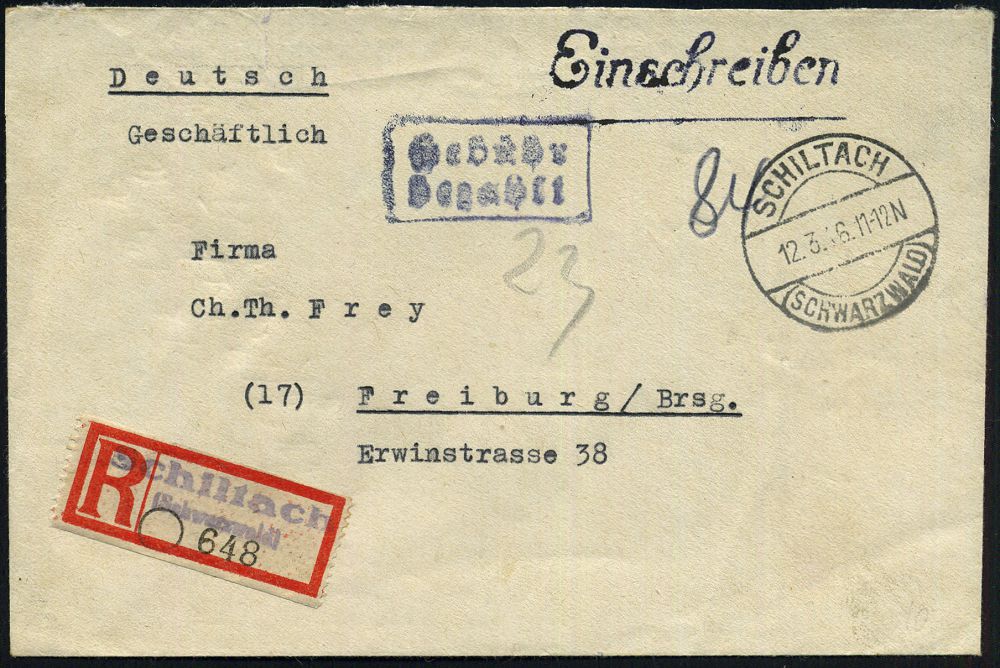 Einschreiben
Deutsch
Geschäftlich
Gebühr
bezahlt
84
SCHILTACH
12.3.46.11-12N
(SCHWARZWALD)
Firma
23
Ch.Th. Frey
(17) Freiburg/Brsg.
Erwinstrasse 38
R Schiltach
(Schwarzwald)
648